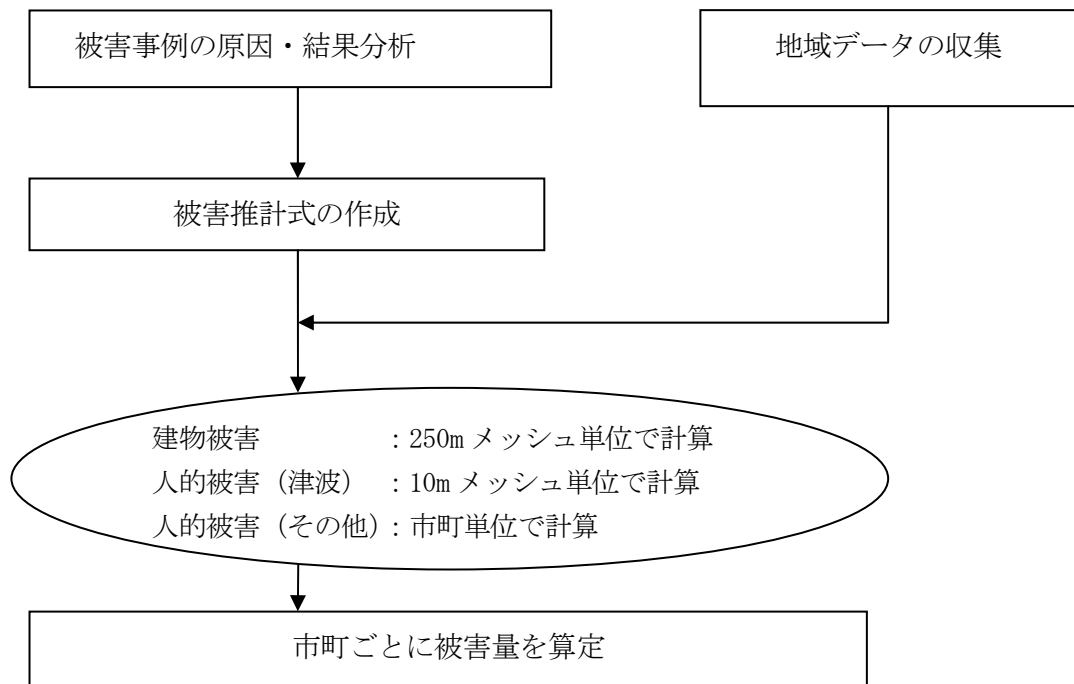 被害事例の原因・結果分析
地域データの収集
被害推計式の作成
建物被害 : 250m メッシュ単位で計算
人的被害（津波） : 10m メッシュ単位で計算
人的被害（その他）: 市町単位で計算
市町ごとに被害量を算定